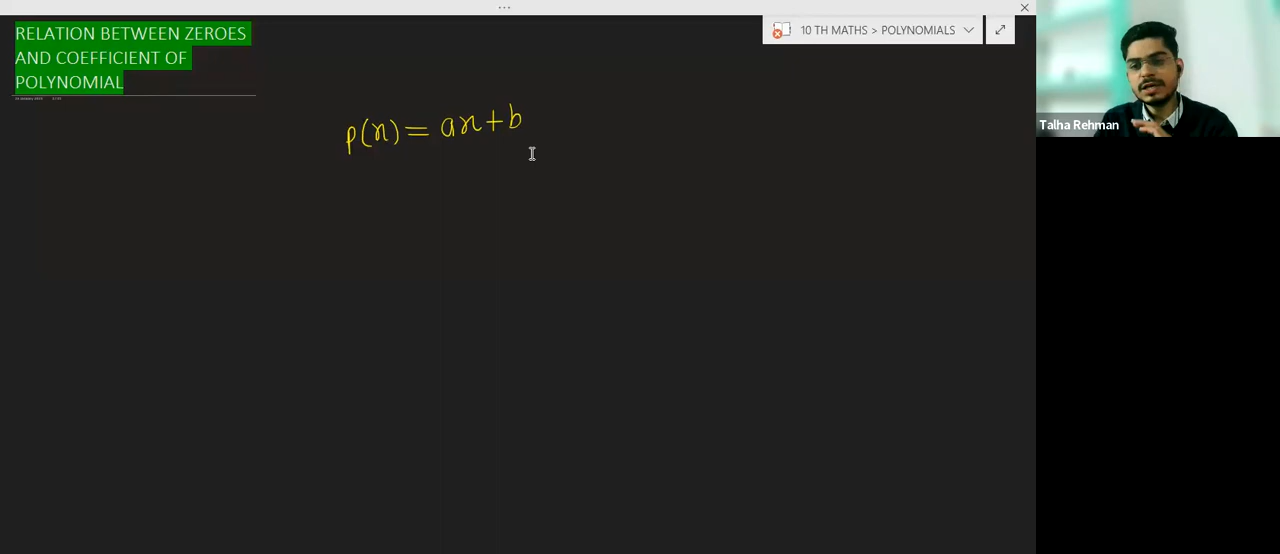 RELATION BETWEEN ZEROES
AND COEFFICIENT OF
POLYNOMIAL
10 TH MATHS > POLYNOMIALS
p(x) = ax + b
Talha Rehman